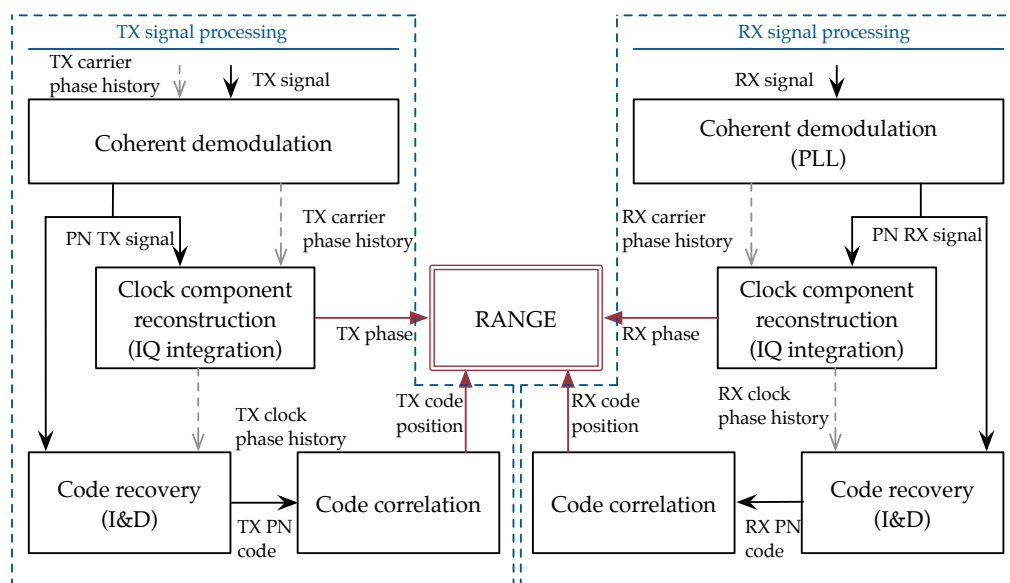 TX signal processing
TX carrier
phase history
TX signal
Coherent demodulation
PN TX signal
TX carrier
phase history
Clock component
reconstruction
(IQ integration)
TX phase
TX clock
phase history
Code recovery
(I&D)
TX PN
code
Code correlation
TX code
position
RANGE
RX signal processing
RX signal
Coherent demodulation
(PLL)
RX carrier
phase history
PN RX signal
Clock component
reconstruction
(IQ integration)
RX phase
RX clock
phase history
RX code
position
Code correlation
RX PN
code
Code recovery
(I&D)